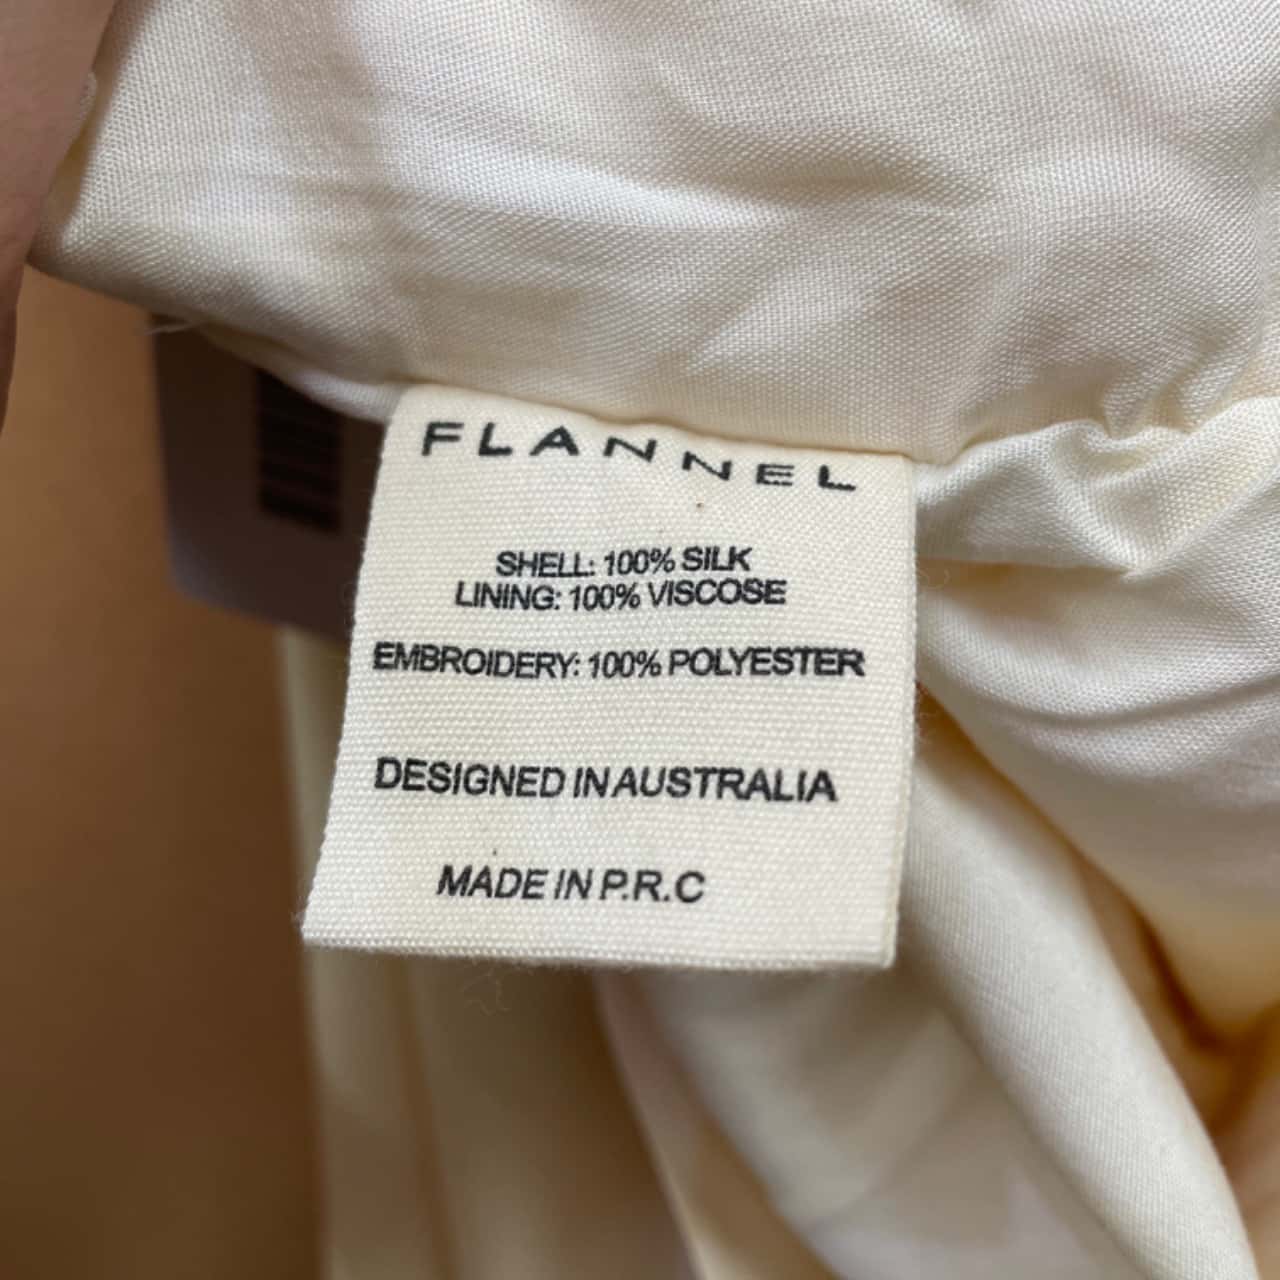 FLANNEL
SHELL: 100% SILK
LINING: 100% VISCOSE
EMBROIDERY: 100% POLYESTER
DESIGNED IN AUSTRALIA
MADE IN P.R.C